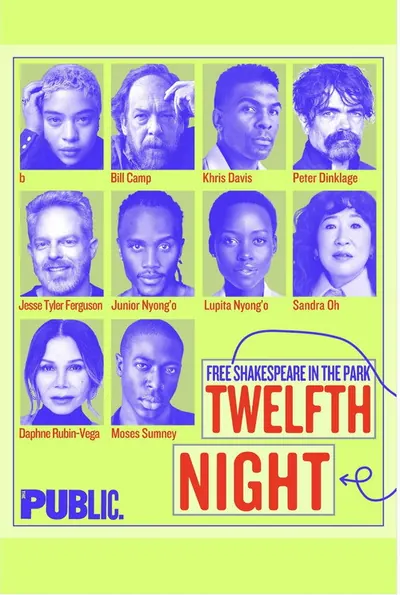 b
Bill Camp
Khris Davis
Peter Dinklage
Jesse Tyler Ferguson
Junior Nyong'o
Lupita Nyong'o
Sandra Oh
Daphne Rubin-Vega
Moses Sumney
FREE SHAKESPEARE IN THE PARK
TWELFTH
NIGHT
THE PUBLIC.